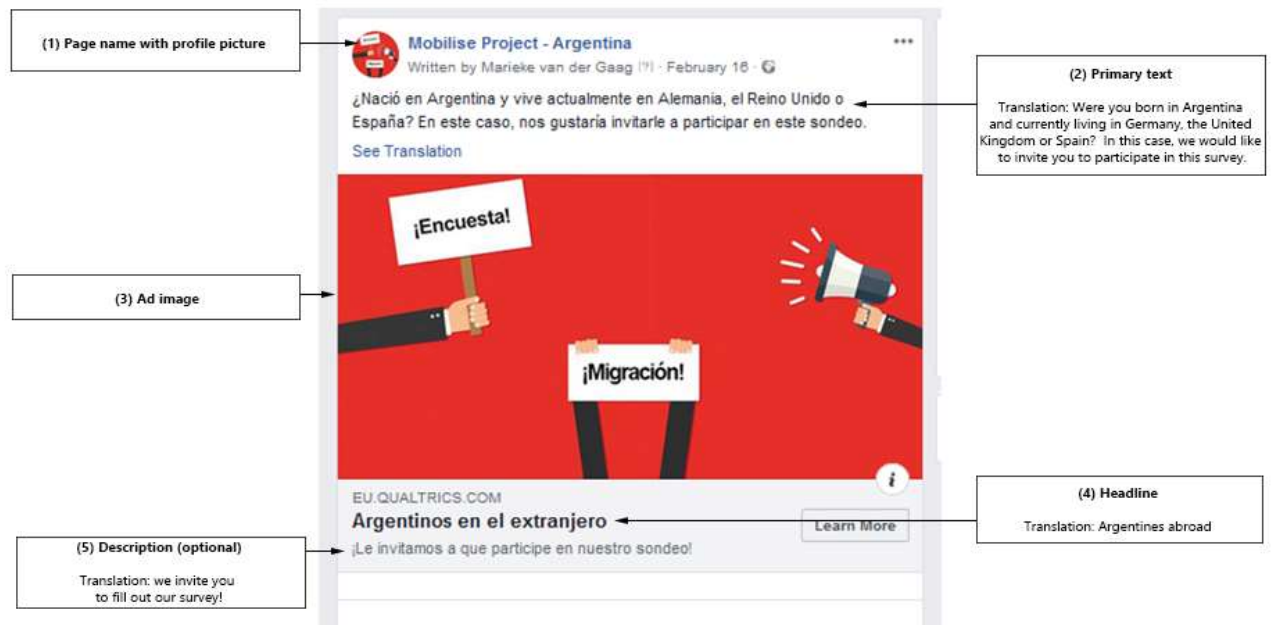 (1) Page name with profile picture
Mobilise Project - Argentina
Written by Marieke van der Gaag [?] · February 16 ·
¿Nació en Argentina y vive actualmente en Alemania, el Reino Unido o
España? En este caso, nos gustaría invitarle a participar en este sondeo.
See Translation
(2) Primary text
Translation: Were you born in Argentina
and currently living in Germany, the United
Kingdom or Spain? In this case, we would like
to invite you to participate in this survey.
¡Encuesta!
(3) Ad image
¡Migración!
i
EU.QUALTRICS.COM
Argentinos en el extranjero
Learn More
¡Le invitamos a que participe en nuestro sondeo!
(4) Headline
Translation: Argentines abroad
(5) Description (optional)
Translation: we invite you
to fill out our survey!